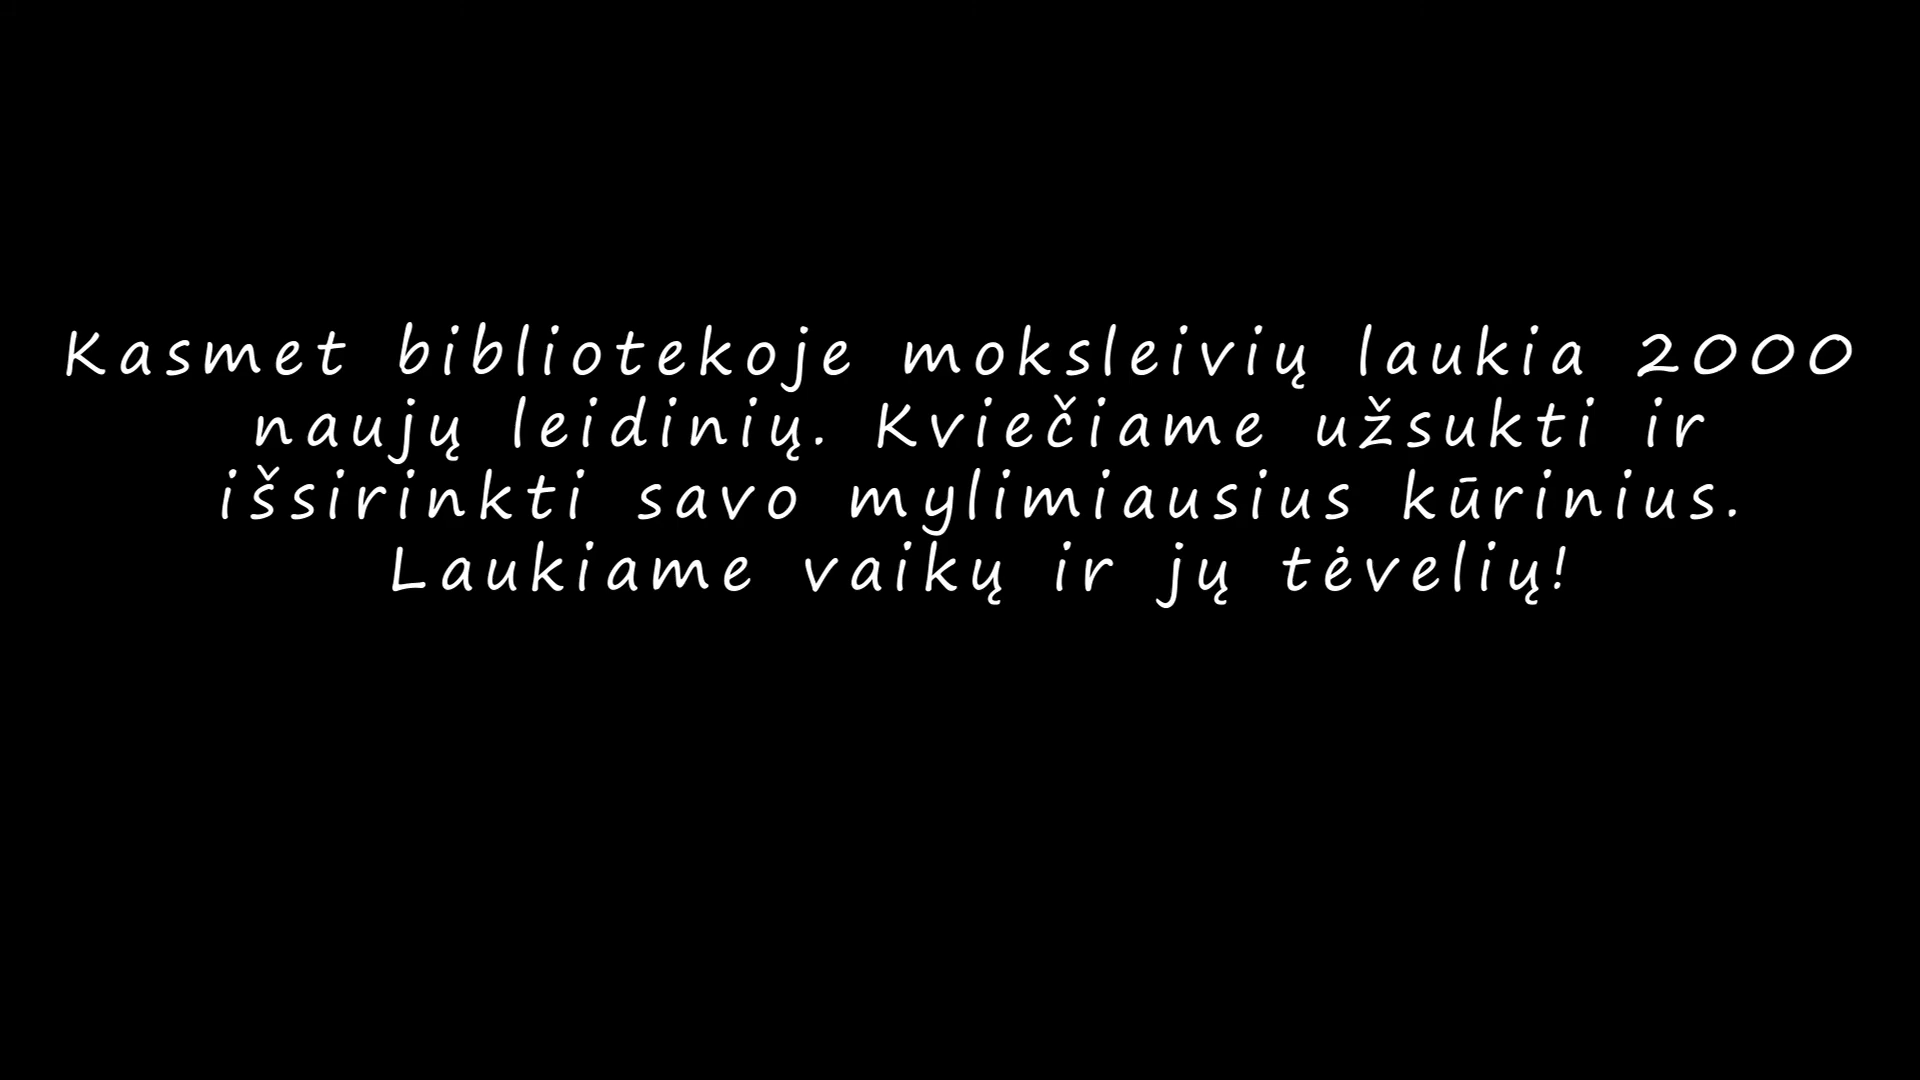 Kasmet bibliotekoje moksleivių laukia 2000
naujų leidinių. Kviečiame užsukti ir
išsirinkti savo mylimiausius kūrinius.
Laukiame vaikų ir jų tėvelių!